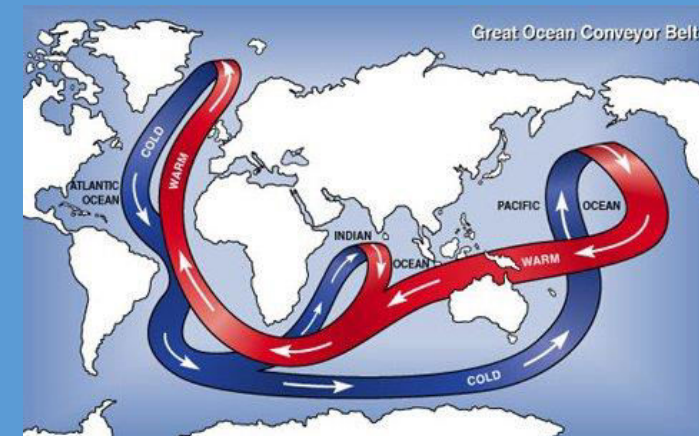 Great Ocean Conveyor Belt
COLD
WARM
ATLANTIC
OCEAN
INDIAN
OCEAN
PACIFIC
OCEAN
WARM
COLD